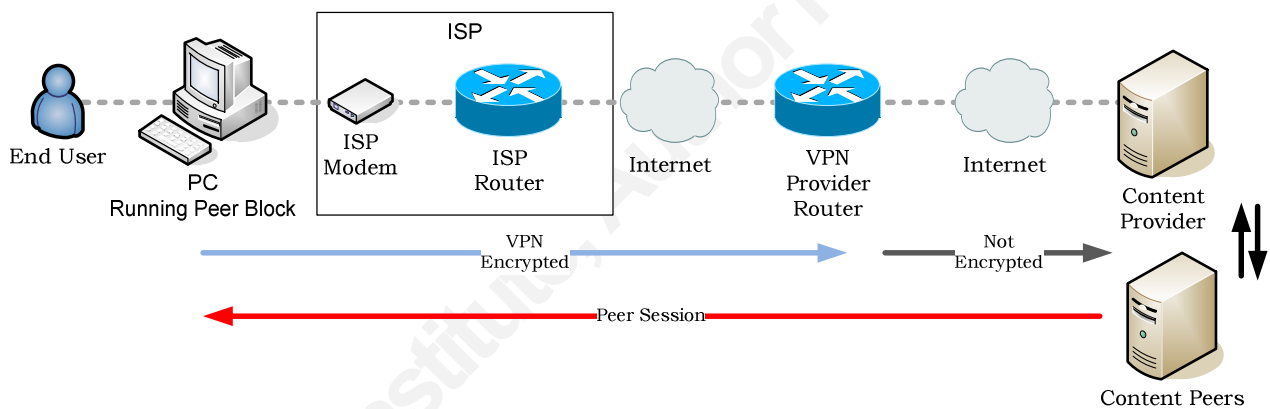 ISP
End User
PC
Running Peer Block
ISP
Modem
ISP
Router
Internet
VPN
Provider
Router
Internet
Content
Provider
VPN
Encrypted
Not
Encrypted
Peer Session
Content Peers